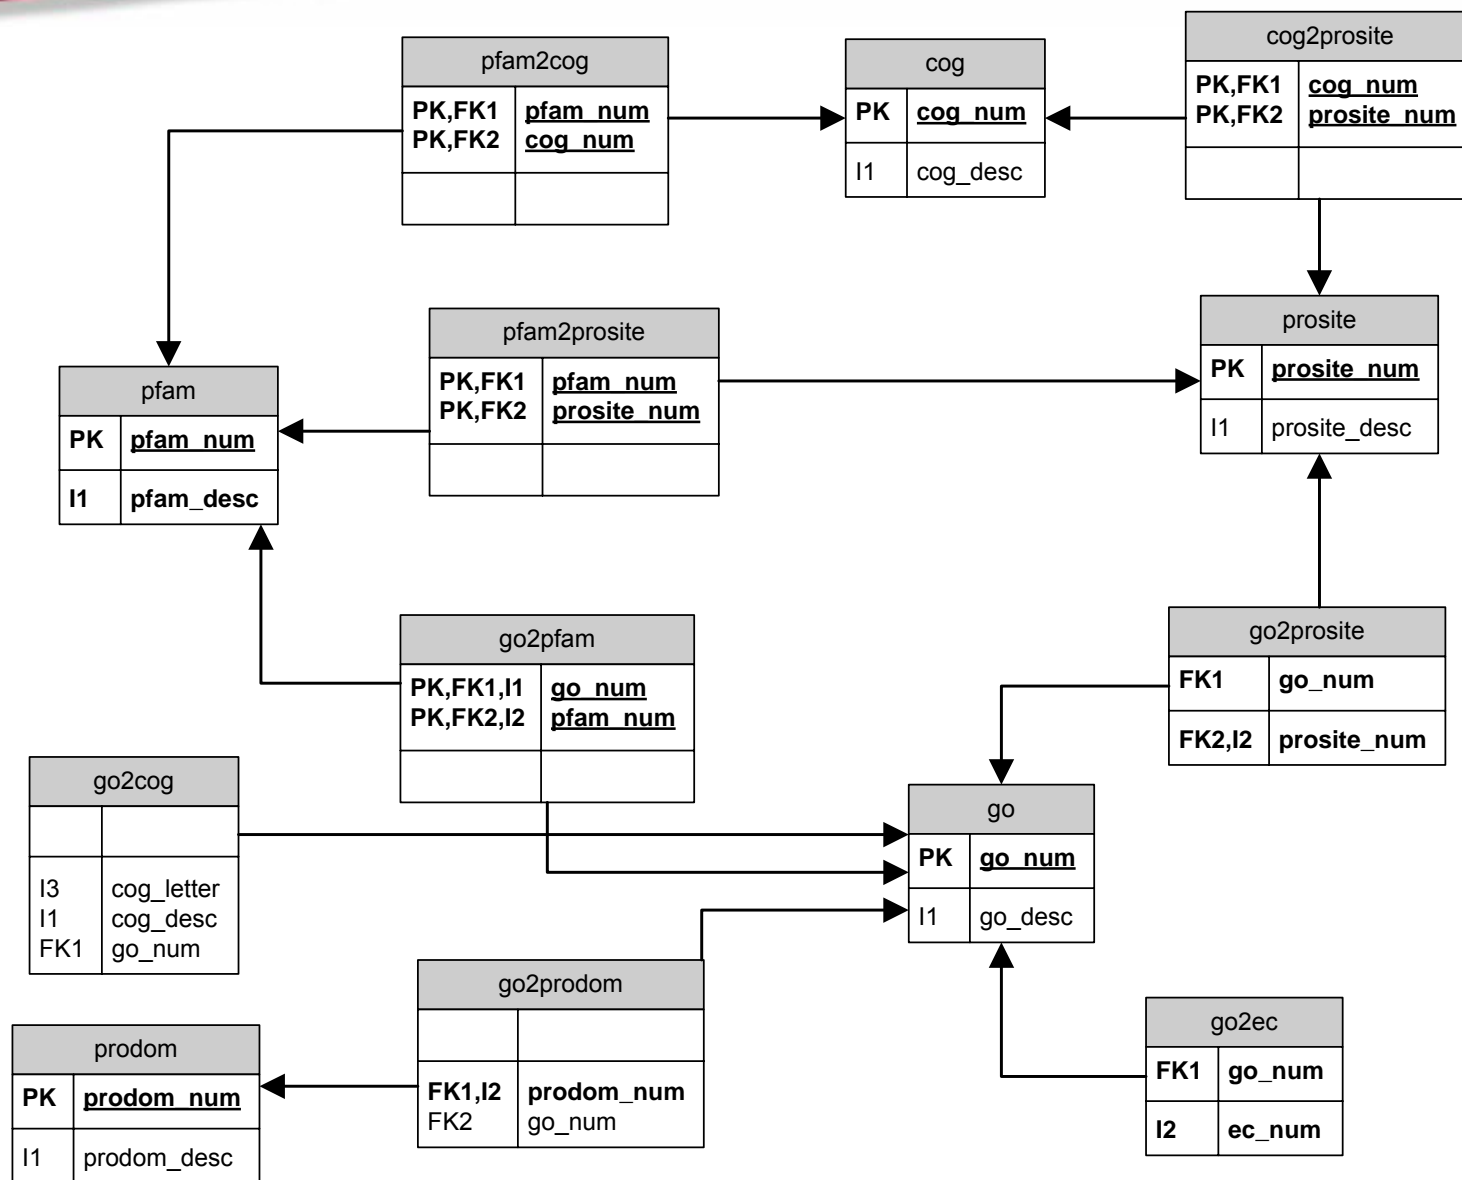 pfam2cog
PK,FK1 pfam_num
PK,FK2 cog_num
cog
PK cog_num
I1 cog_desc
cog2prosite
PK,FK1 cog_num
PK,FK2 prosite_num
pfam2prosite
PK,FK1 pfam_num
PK,FK2 prosite_num
prosite
PK prosite_num
I1 prosite_desc
pfam
PK pfam_num
I1 pfam_desc
go2pfam
PK,FK1,I1 go_num
PK,FK2,I2 pfam_num
go2prosite
FK1 go_num
FK2,I2 prosite_num
go2cog
I3 cog_letter
I1 cog_desc
FK1 go_num
go
PK go_num
I1 go_desc
go2prodom
FK1,I2 prodom_num
FK2 go_num
prodom
PK prodom_num
I1 prodom_desc
go2ec
FK1 go_num
I2 ec_num